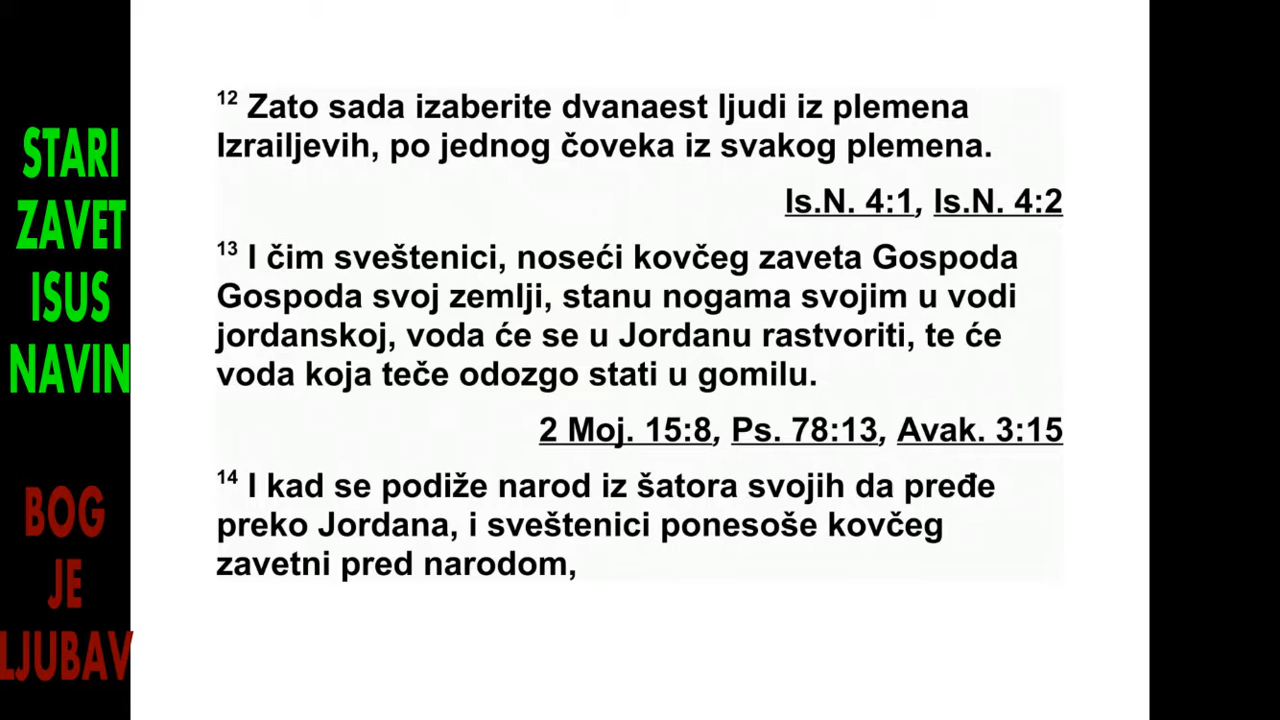 STARI
ZAVET
ISUS
NAVIN
BOG
JE
LJUBAV
12 Zato sada izaberite dvanaest ljudi iz plemena
Izrailjevih, po jednog čoveka iz svakog plemena.
Is.N. 4:1, Is.N. 4:2
13 I čim sveštenici, noseći kovčeg zaveta Gospoda
Gospoda svoj zemlji, stanu nogama svojim u vodi
jordanskoj, voda će se u Jordanu rastvoriti, te će
voda koja teče odozgo stati u gomilu.
2 Moj. 15:8, Ps. 78:13, Avak. 3:15
14 I kad se podiže narod iz šatora svojih da pređe
preko Jordana, i sveštenici ponesoše kovčeg
zavetni pred narodom,